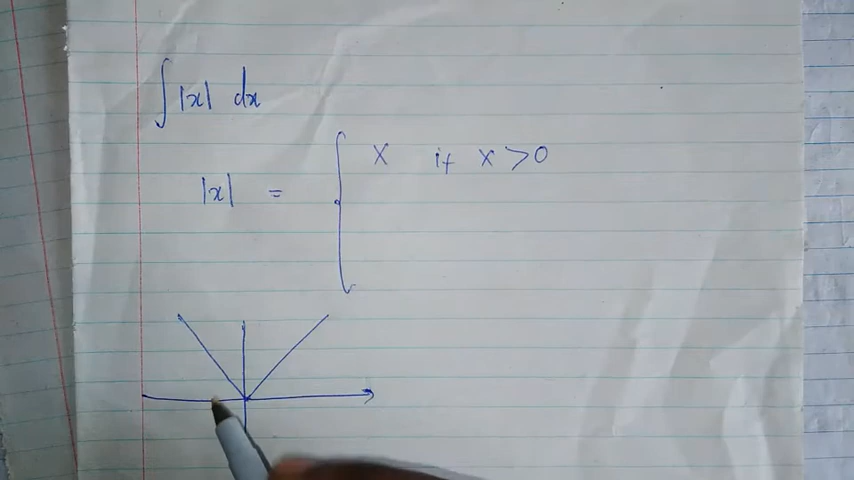 ∫|x| dx
x if x > 0
|x| = {